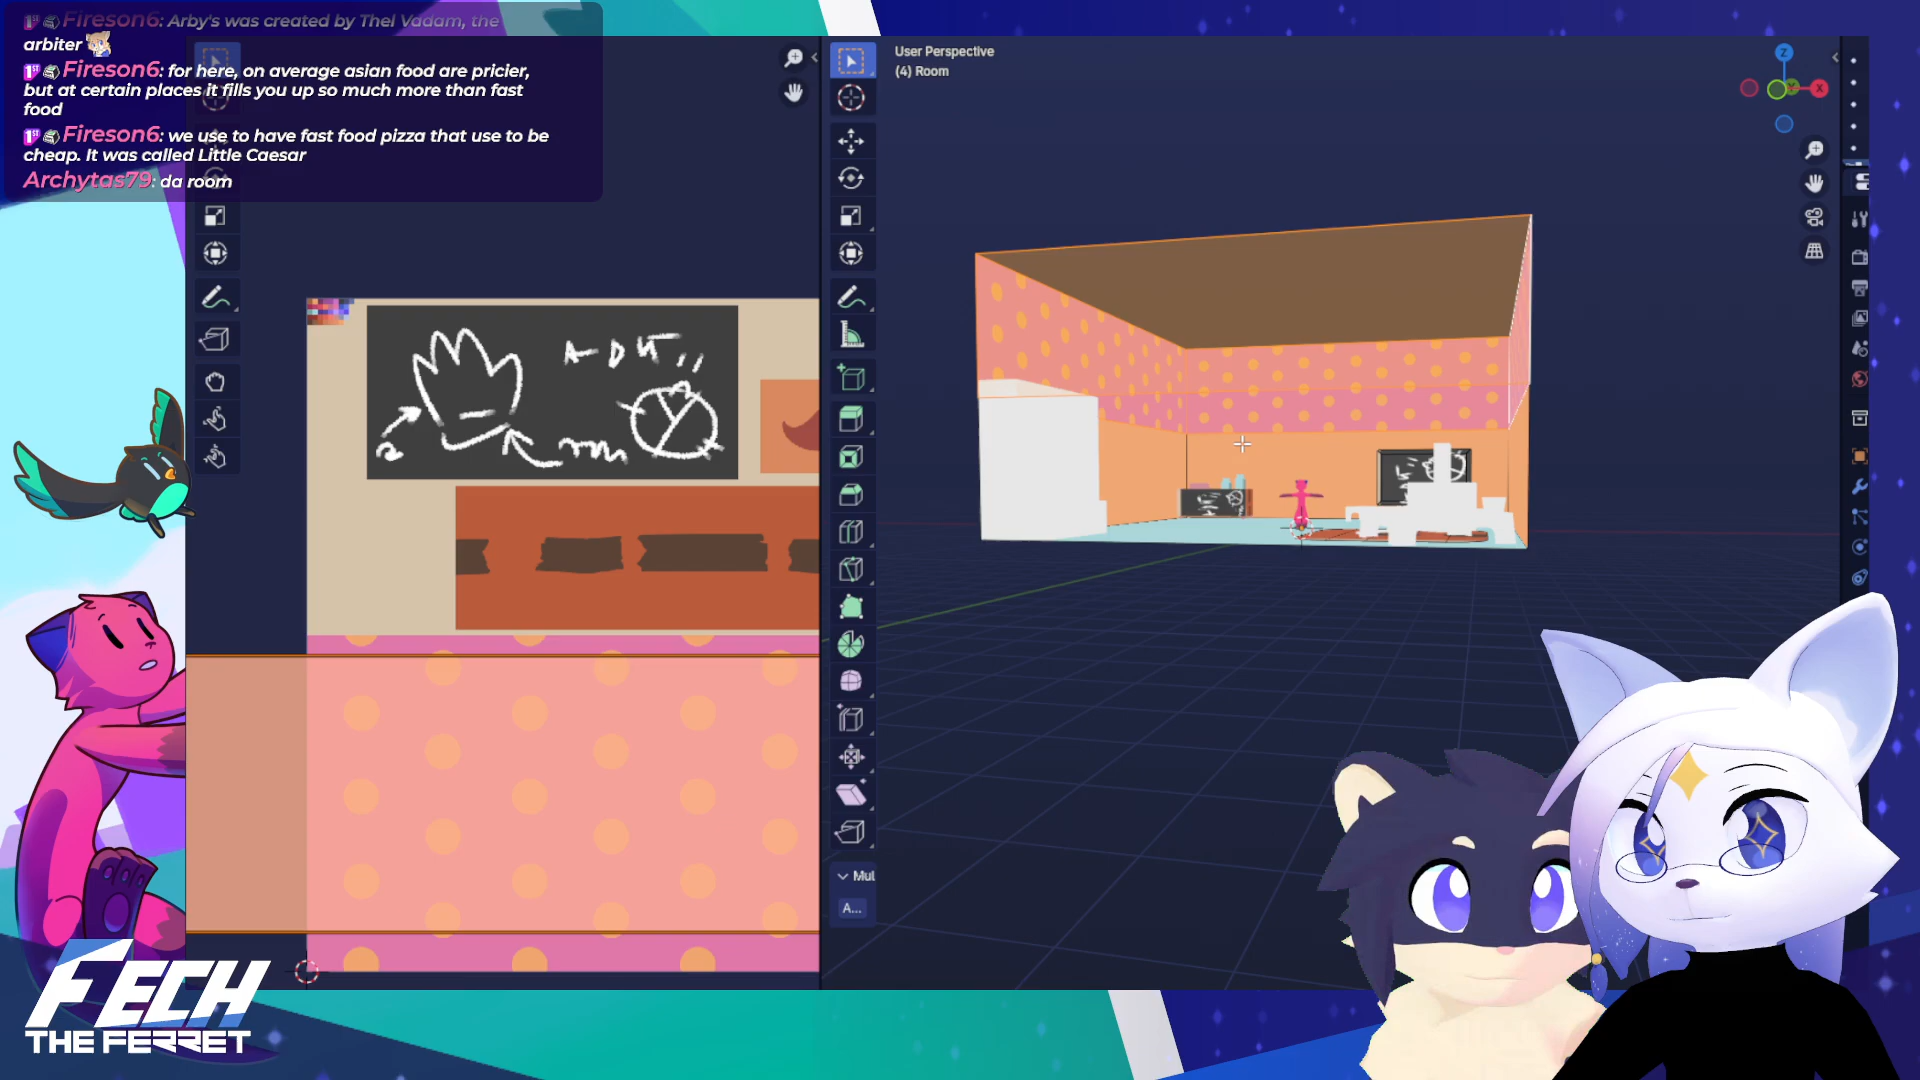 Fireson6: Arby's was created by Thel Vadam, the
arbiter
Fireson6: for here, on average asian food are pricier,
but at certain places it fills you up so much more than fast
food
Fireson6: we use to have fast food pizza that use to be
cheap. It was called Little Caesar
Archytas79: da room
User Perspective
(4) Room
Z
X
Mul
A...
FECH
THE FERRET